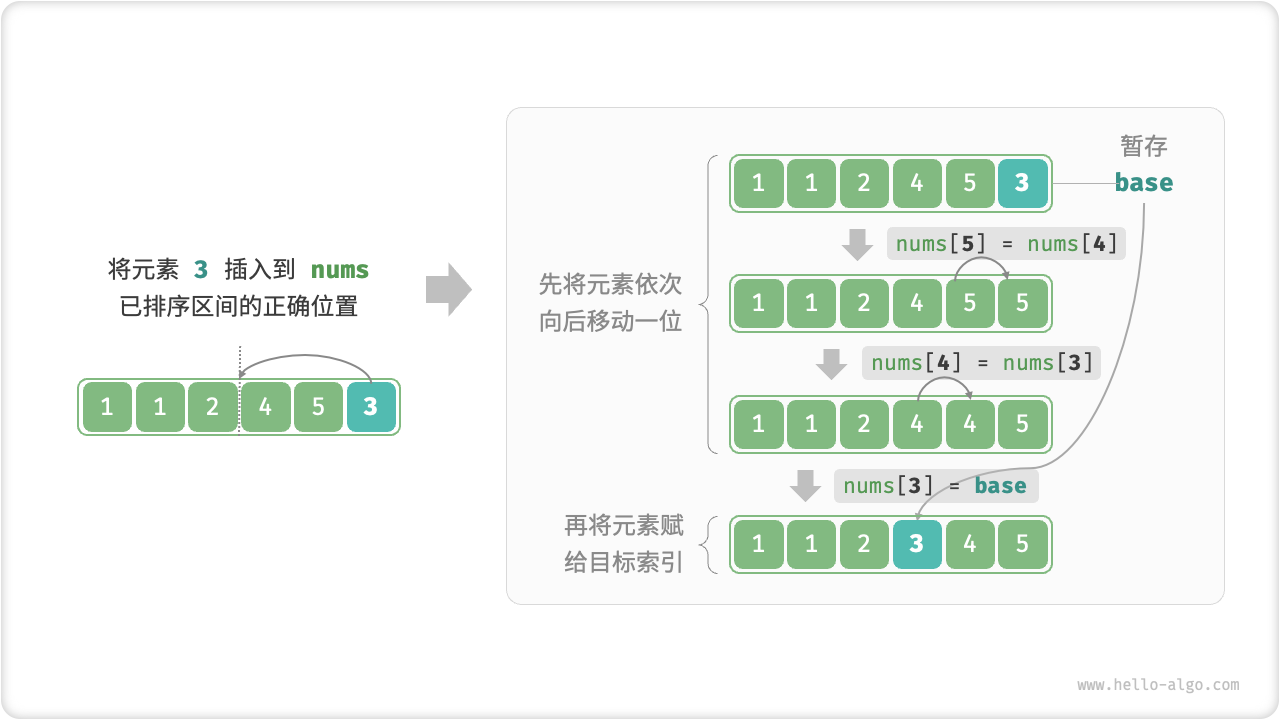 将元素 3 插入到 nums
已排序区间的正确位置
1 1 2 4 5 3
暂存
base
1 1 2 4 5 3
nums[5] = nums[4]
先将元素依次
向后移动一位
1 1 2 4 5 5
nums[4] = nums[3]
1 1 2 4 4 5
nums[3] = base
再将元素赋
给目标索引
1 1 2 3 4 5
www.hello-algo.com